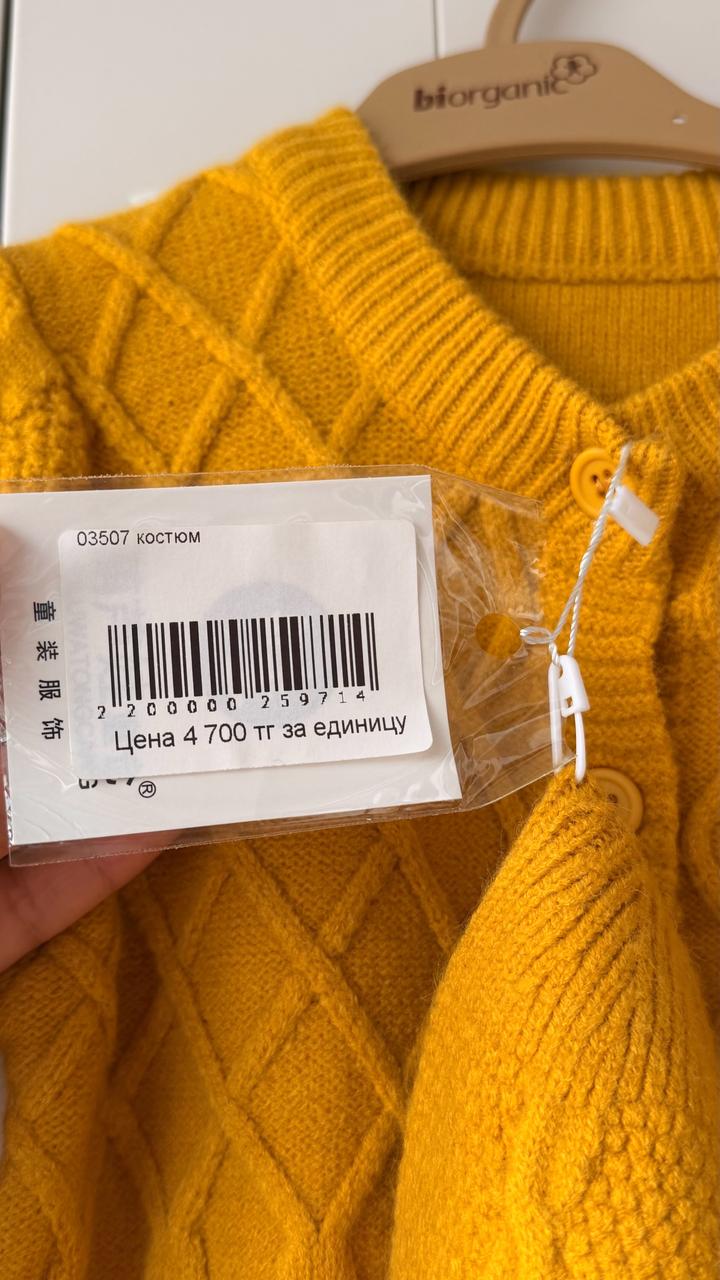 biorganic
03507 костюм
2 200000 259714
Цена 4 700 тг за единицу
童装服饰
®